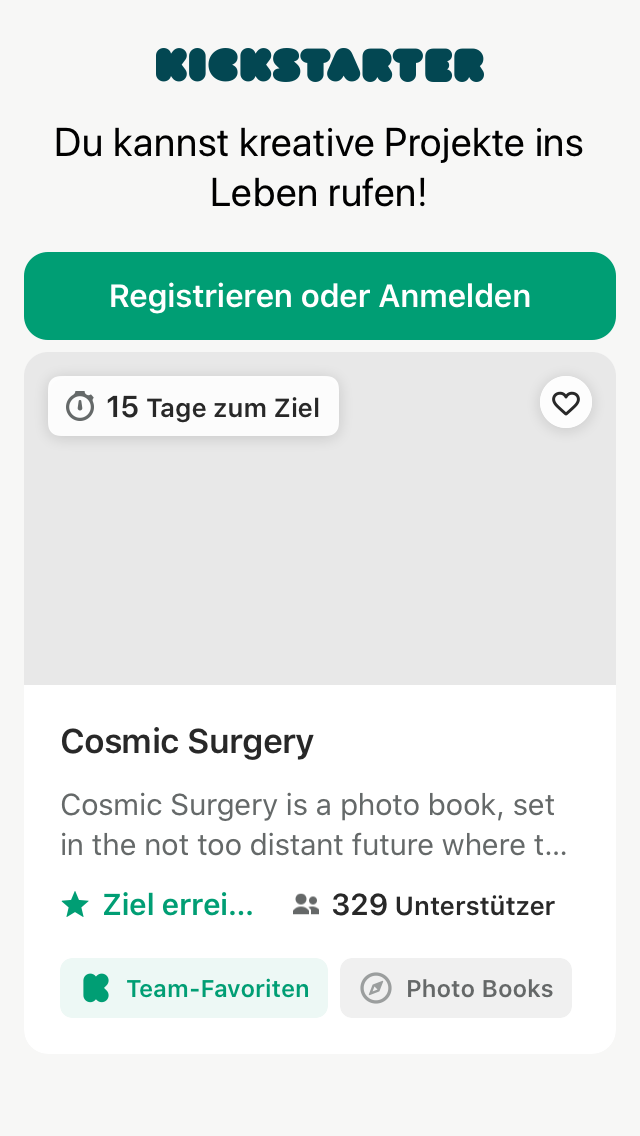 KICKSTARTER
Du kannst kreative Projekte ins
Leben rufen!
Registrieren oder Anmelden
15 Tage zum Ziel
Cosmic Surgery
Cosmic Surgery is a photo book, set
in the not too distant future where t...
Ziel errei... 329 Unterstützer
Team-Favoriten Photo Books